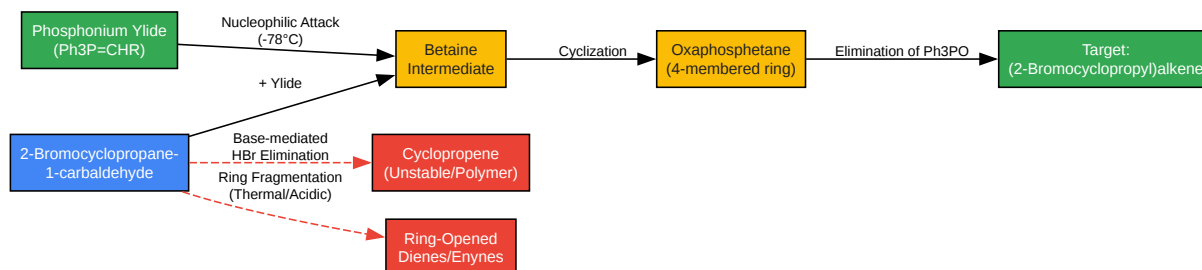 Phosphonium Ylide
(Ph3P=CHR)
Nucleophilic Attack
(-78°C)
Betaine
Intermediate
Cyclization
Oxaphosphetane
(4-membered ring)
Elimination of Ph3PO
Target:
(2-Bromocyclopropyl)alkene
+ Ylide
2-Bromocyclopropane-
1-carbaldehyde
Base-mediated
HBr Elimination
Cyclopropene
(Unstable/Polymer)
Ring Fragmentation
(Thermal/Acidic)
Ring-Opened
Dienes/Enynes